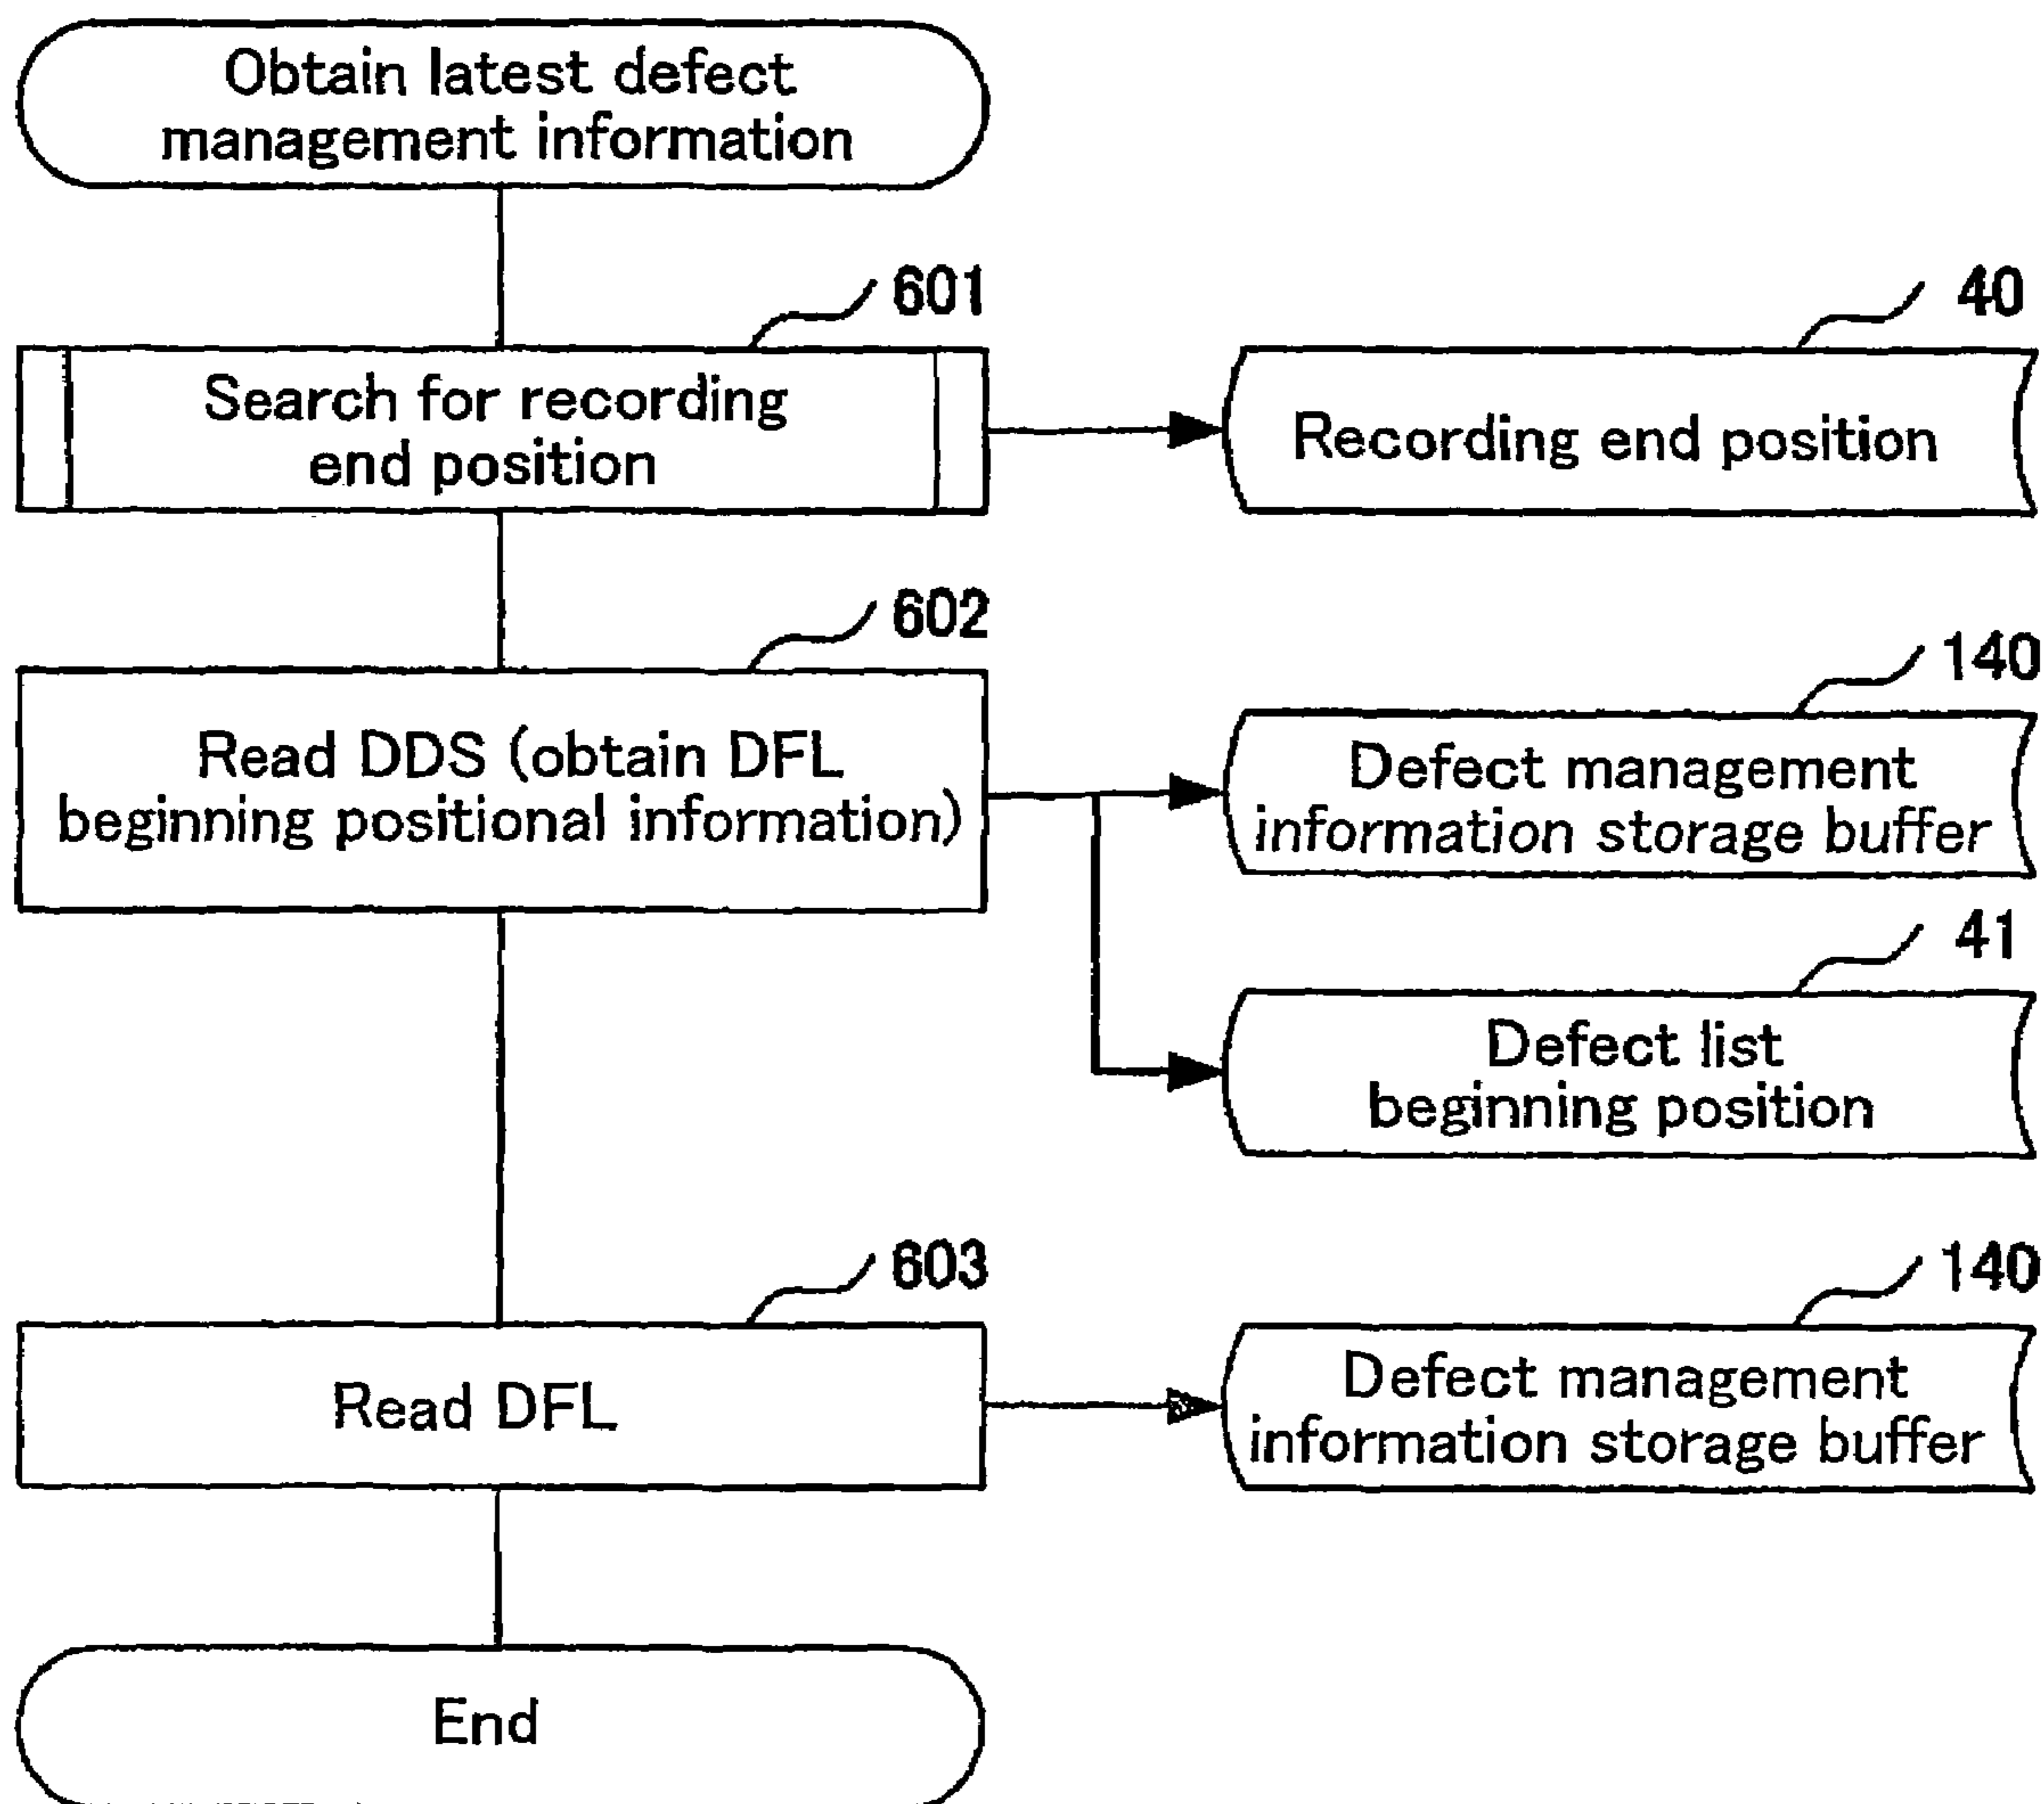 Obtain latest defect
management information
601
Search for recording
end position
40
Recording end position
602
Read DDS (obtain DFL
beginning positional information)
140
Defect management
information storage buffer
41
Defect list
beginning position
603
Read DFL
140
Defect management
information storage buffer
End